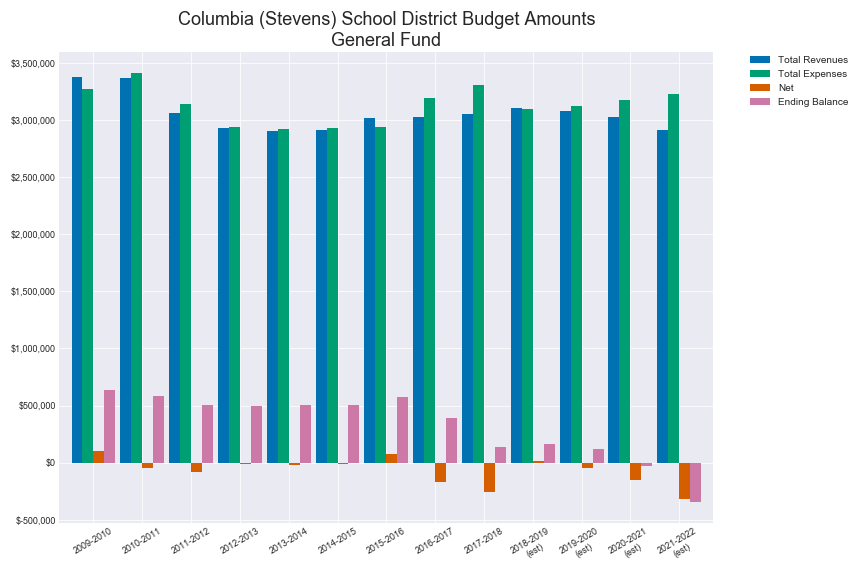 Columbia (Stevens) School District Budget Amounts
General Fund
Total Revenues
Total Expenses
Net
Ending Balance
$3,500,000
$3,000,000
$2,500,000
$2,000,000
$1,500,000
$1,000,000
$500,000
$0
$-500,000
2009-2010
2010-2011
2011-2012
2012-2013
2013-2014
2014-2015
2015-2016
2016-2017
2017-2018
2018-2019
(est)
2019-2020
(est)
2020-2021
(est)
2021-2022
(est)